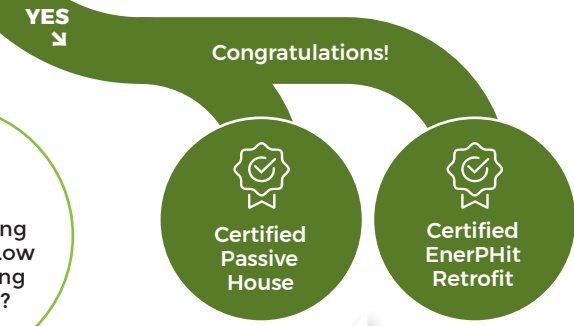 YES
Congratulations!
Certified
Passive
House
Certified
EnerPHit
Retrofit
?